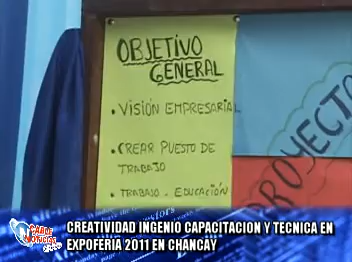 OBJETIVO
GENERAL
• VISIÓN EMPRESARIAL
• CREAR PUESTO DE
TRABAJO
• TRABAJO - EDUCACIÓN
PROYECTO
CREATIVIDAD INGENIO CAPACITACION Y TECNICA EN
EXPOFERIA 2011 EN CHANCAY